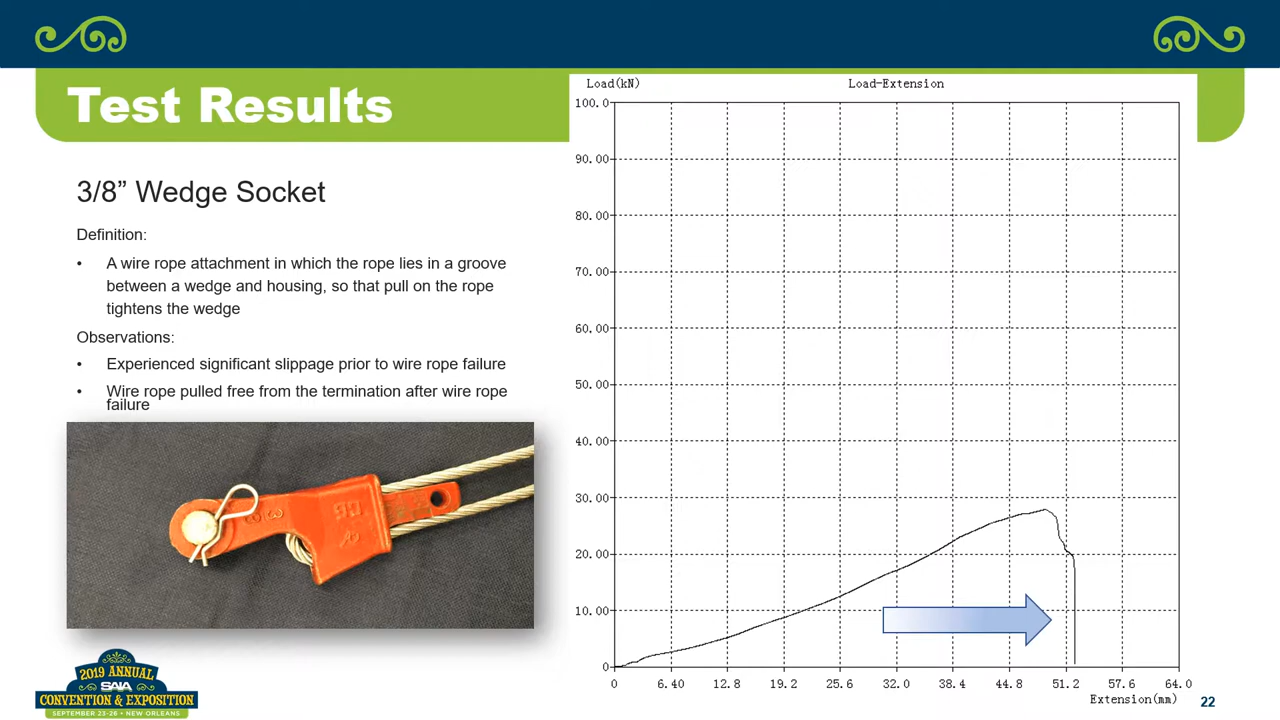 Test Results
3/8” Wedge Socket
Definition:
• A wire rope attachment in which the rope lies in a groove
between a wedge and housing, so that pull on the rope
tightens the wedge
Observations:
• Experienced significant slippage prior to wire rope failure
• Wire rope pulled free from the termination after wire rope
failure
2019 ANNUAL
SAIA
CONVENTION & EXPOSITION
SEPTEMBER 23-26 • NEW ORLEANS
Load(kN)
Load-Extension
100.0
90.00
80.00
70.00
60.00
50.00
40.00
30.00
20.00
10.00
0
0 6.40 12.8 19.2 25.6 32.0 38.4 44.8 51.2 57.6 64.0
Extension(mm)
22